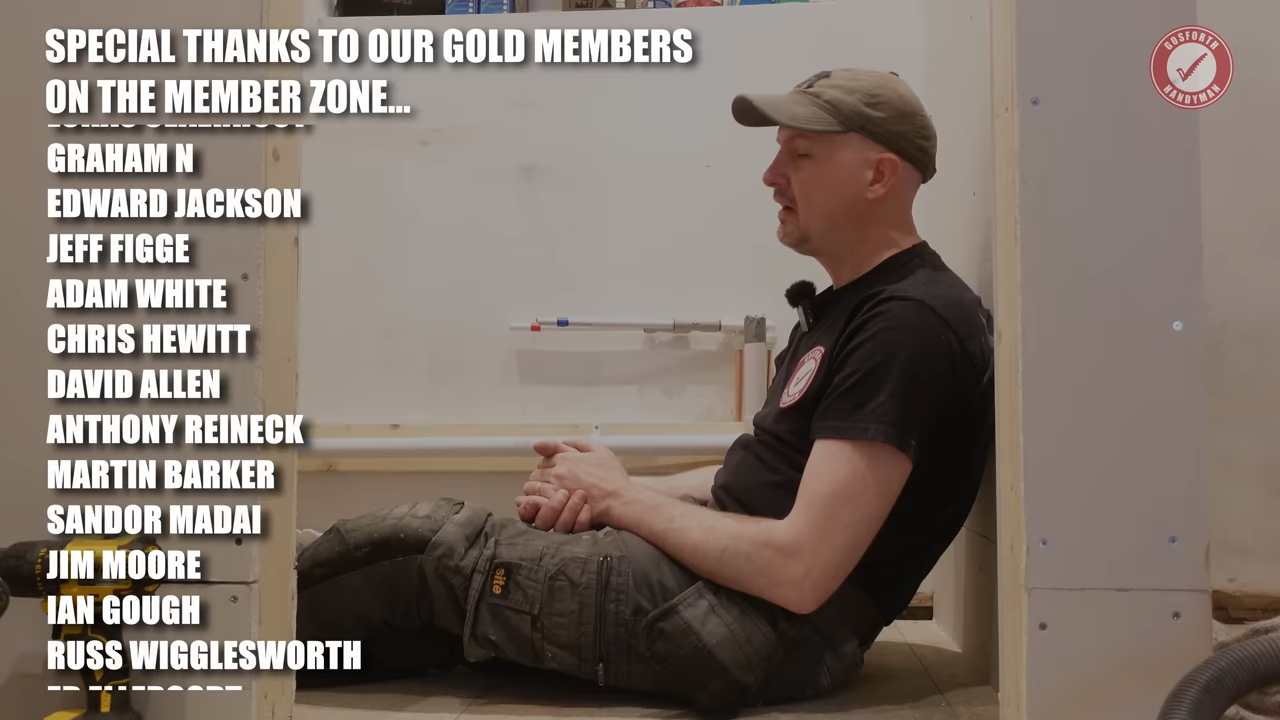 SPECIAL THANKS TO OUR GOLD MEMBERS
ON THE MEMBER ZONE...
GRAHAM N
EDWARD JACKSON
JEFF FIGGE
ADAM WHITE
CHRIS HEWITT
DAVID ALLEN
ANTHONY REINECK
MARTIN BARKER
SANDOR MADAI
JIM MOORE
IAN GOUGH
RUSS WIGGLESWORTH
GOSFORTH
HANDYMAN
site